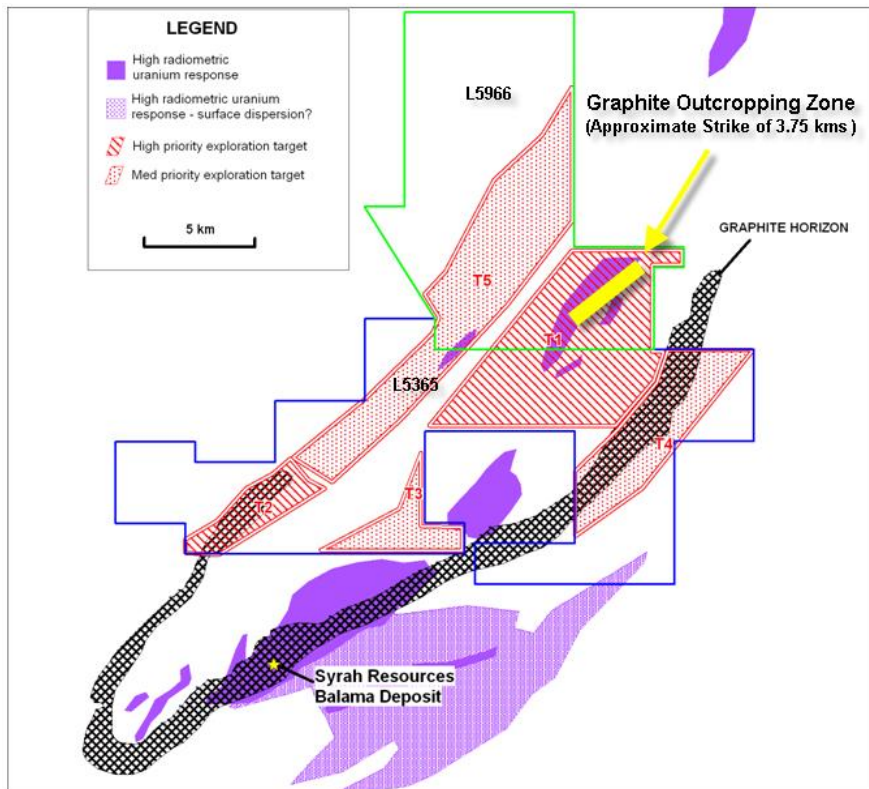 LEGEND
High radiometric
uranium response
High radiometric uranium
response - surface dispersion?
High priority exploration target
Med priority exploration target
5 km
L5966
Graphite Outcropping Zone
(Approximate Strike of 3.75 kms)
GRAPHITE HORIZON
T5
T1
L5365
T4
T2
T3
Syrah Resources
Balama Deposit